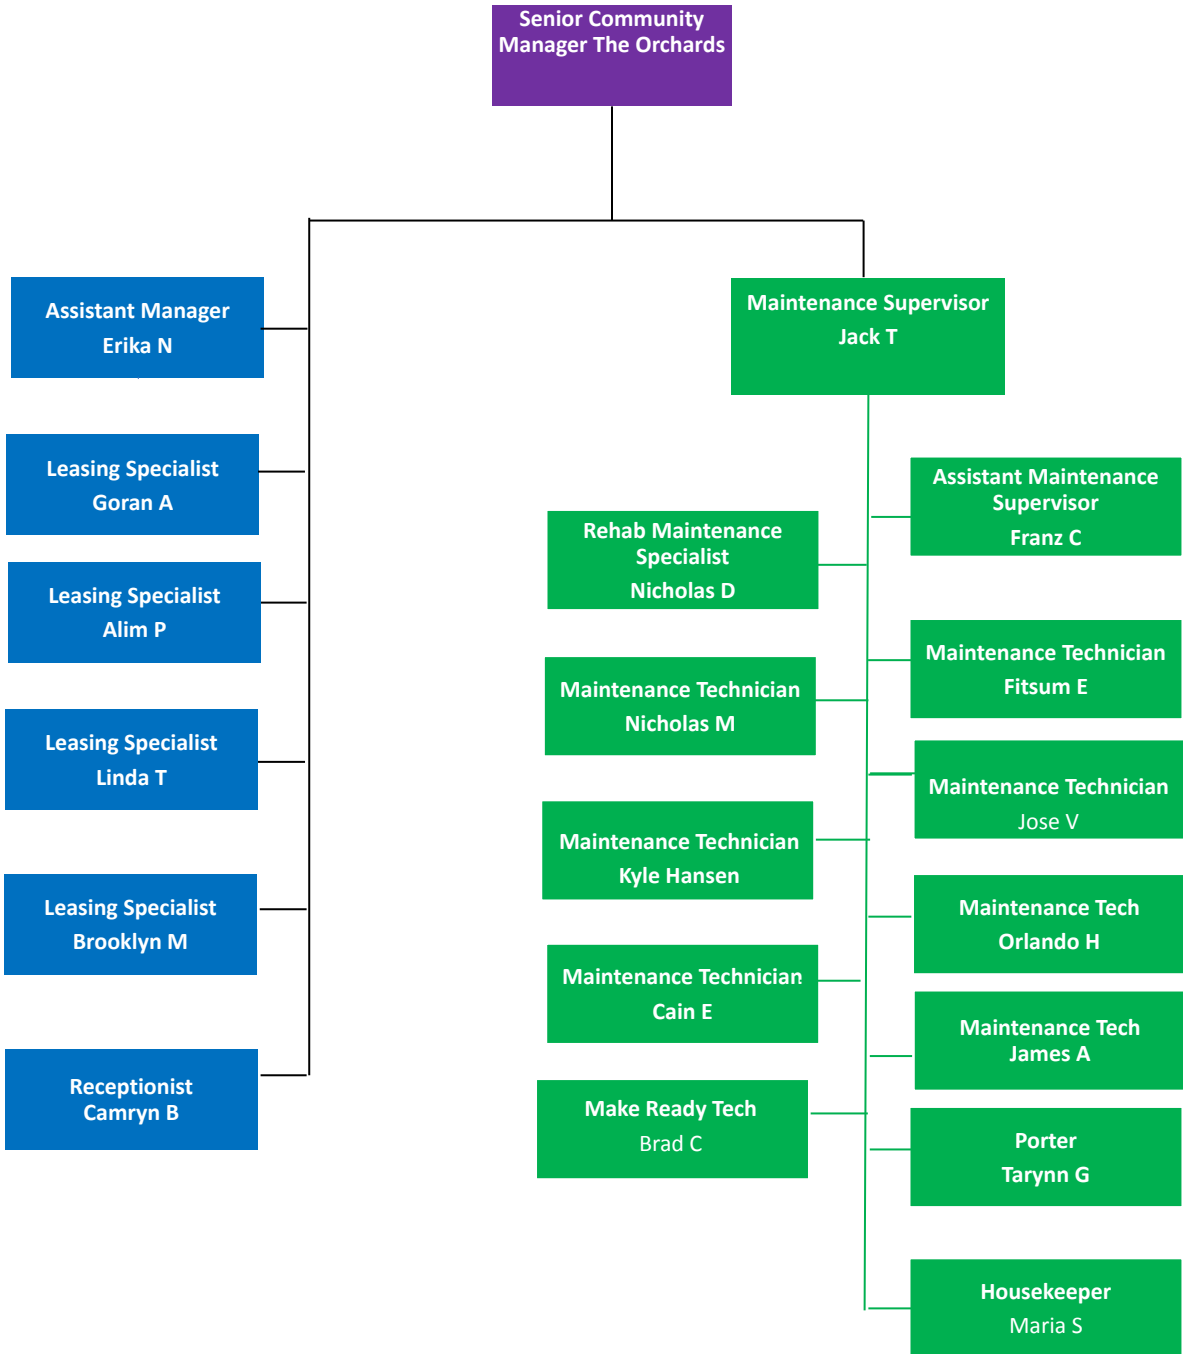 Senior Community
Manager The Orchards
Assistant Manager
Erika N
Leasing Specialist
Goran A
Leasing Specialist
Alim P
Leasing Specialist
Linda T
Leasing Specialist
Brooklyn M
Receptionist
Camryn B
Maintenance Supervisor
Jack T
Rehab Maintenance
Specialist
Nicholas D
Maintenance Technician
Nicholas M
Maintenance Technician
Kyle Hansen
Maintenance Technician
Cain E
Make Ready Tech
Brad C
Assistant Maintenance
Supervisor
Franz C
Maintenance Technician
Fitsum E
Maintenance Technician
Jose V
Maintenance Tech
Orlando H
Maintenance Tech
James A
Porter
Tarynn G
Housekeeper
Maria S